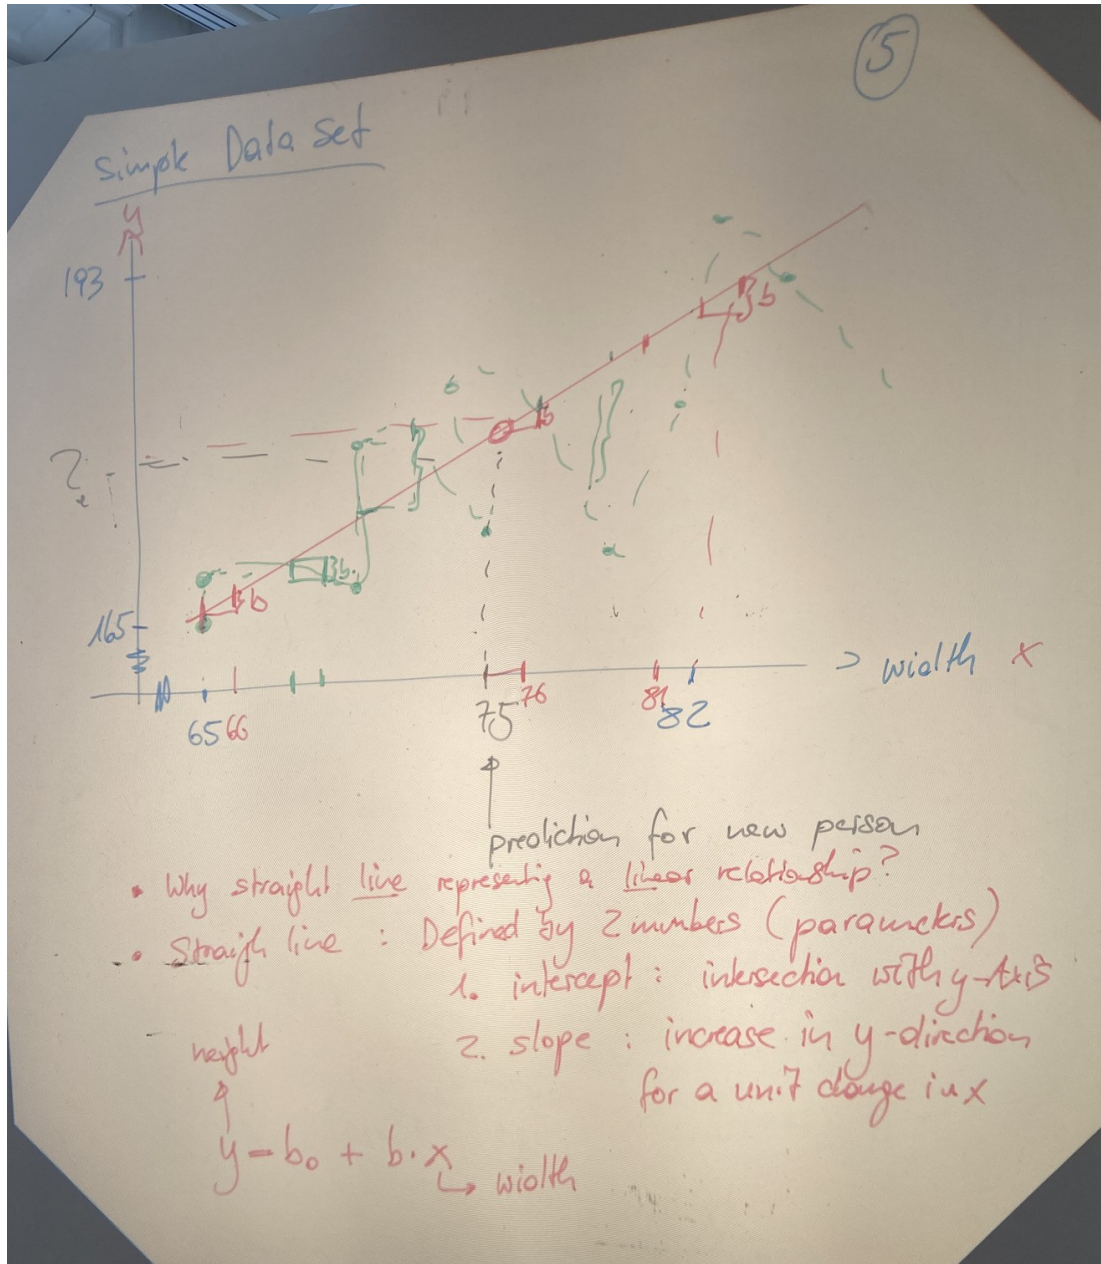 5
Simple Data Set
y
193
b
6
b
?
b
b
165
width x
65 66
75
76
81
82
prediction for new person
• Why straight line representing a linear relationship?
• Straigh line : Defined by 2 numbers (parameters)
1. intercept : intersection with y-Axis
2. slope : increase in y-direction
for a unit change in x
height
y = b₀ + b · x
width